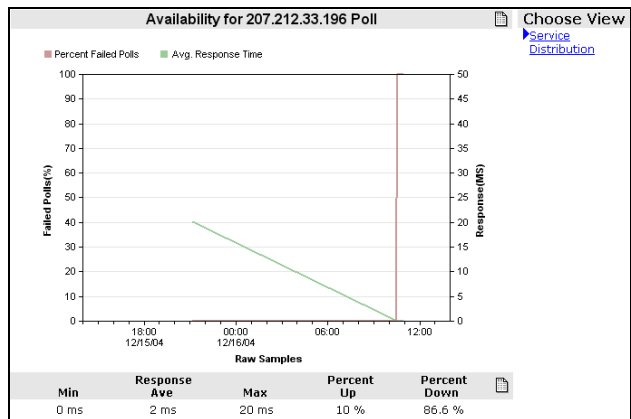 Availability for 207.212.33.196 Poll
Choose View
Service
Distribution
Percent Failed Polls
Avg. Response Time
100
90
80
70
60
50
40
30
20
10
0
Failed Polls(%)
50
45
40
35
30
25
20
15
10
5
0
Response(MS)
18:00 00:00 06:00 12:00
12/15/04 12/16/04
Raw Samples
Min Response Ave Max Percent Up Percent Down
0 ms 2 ms 20 ms 10 % 86.6 %